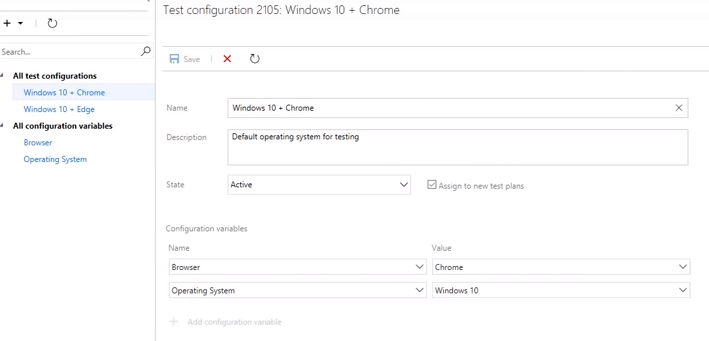 Test configuration 2105: Windows 10 + Chrome
Search...
All test configurations
Windows 10 + Chrome
Windows 10 + Edge
All configuration variables
Browser
Operating System
Save
Name
Windows 10 + Chrome
Description
Default operating system for testing
State
Active
Assign to new test plans
Configuration variables
Name Value
Browser Chrome
Operating System Windows 10
Add configuration variable